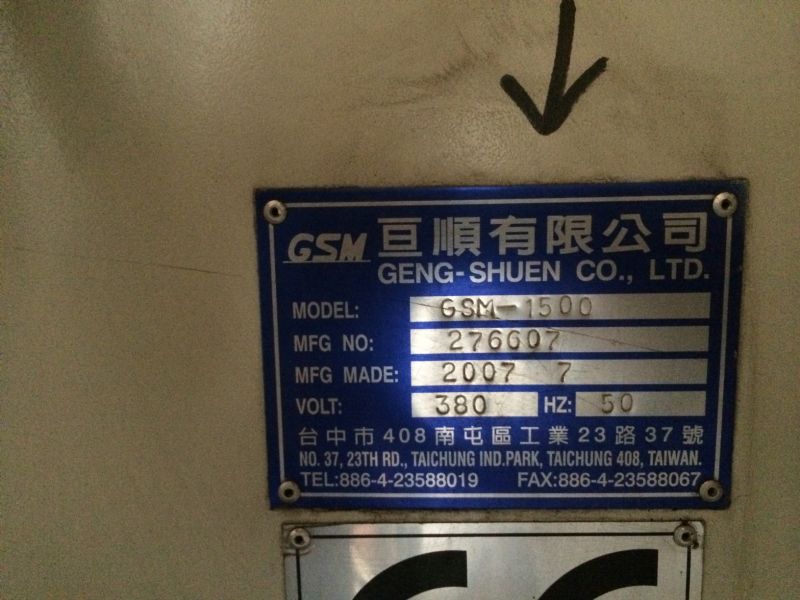 GSM 亘順有限公司
GENG-SHUEN CO., LTD.
MODEL: GSM-1500
MFG NO: 276607
MFG MADE: 2007 7
VOLT: 380 HZ: 50
台中市408南屯區工業23路37號
NO. 37, 23TH RD., TAICHUNG IND.PARK, TAICHUNG 408, TAIWAN.
TEL:886-4-23588019 FAX:886-4-23588067
CE